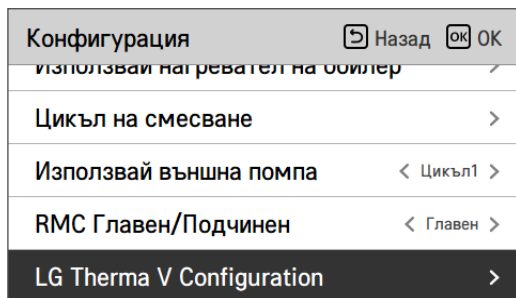 Конфигурация Назад ок OK
Използвай нагревател на бойлер
Цикъл на смесване
Използвай външна помпа Цикъл1
RMC Главен/Подчинен Главен
LG Therma V Configuration